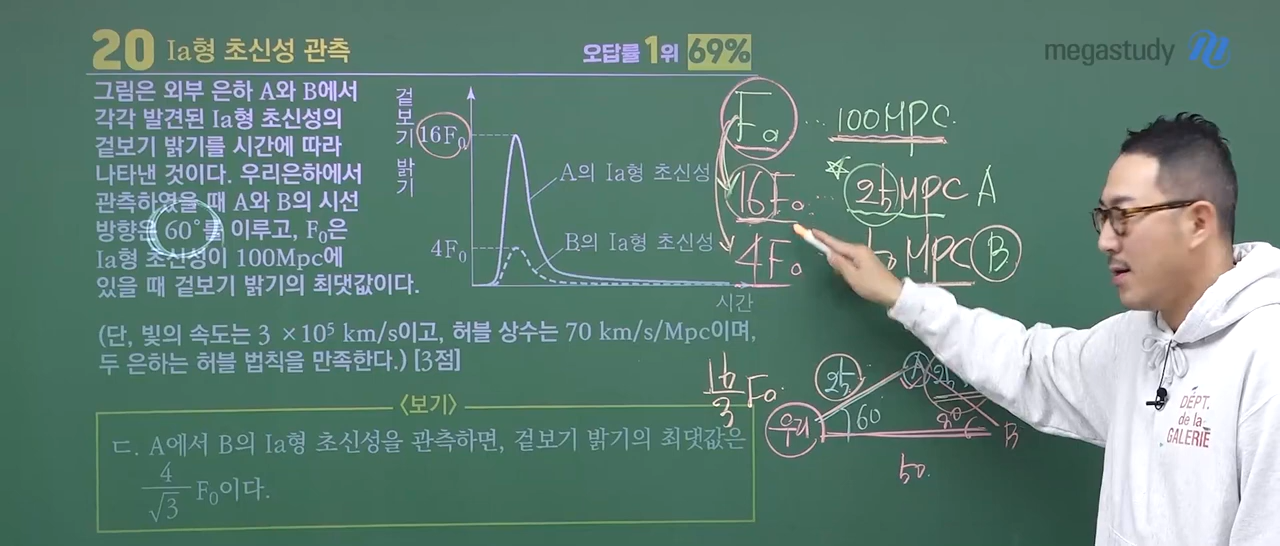 20 Ia형 초신성 관측
오답률 1위 69%
megastudy
그림은 외부 은하 A와 B에서
각각 발견된 Ia형 초신성의
겉보기 밝기를 시간에 따라
나타낸 것이다. 우리은하에서
관측하였을 때 A와 B의 시선
방향은 60°를 이루고, F₀은
Ia형 초신성이 100Mpc에
있을 때 겉보기 밝기의 최댓값이다.
겉보기 밝기
16F₀
4F₀
A의 Ia형 초신성
B의 Ia형 초신성
시간
(단, 빛의 속도는 3 ×10⁵ km/s이고, 허블 상수는 70 km/s/Mpc이며,
두 은하는 허블 법칙을 만족한다.) [3점]
〈보기〉
ㄷ. A에서 B의 Ia형 초신성을 관측하면, 겉보기 밝기의 최댓값은
4/√3 F₀이다.
F₀ ... 100MPC
16F₀ ... 25MPC A
4F₀ MPC B
16/3 F₀
우리
25
60
A
B
50
DÉPT.
de la
GALERIE